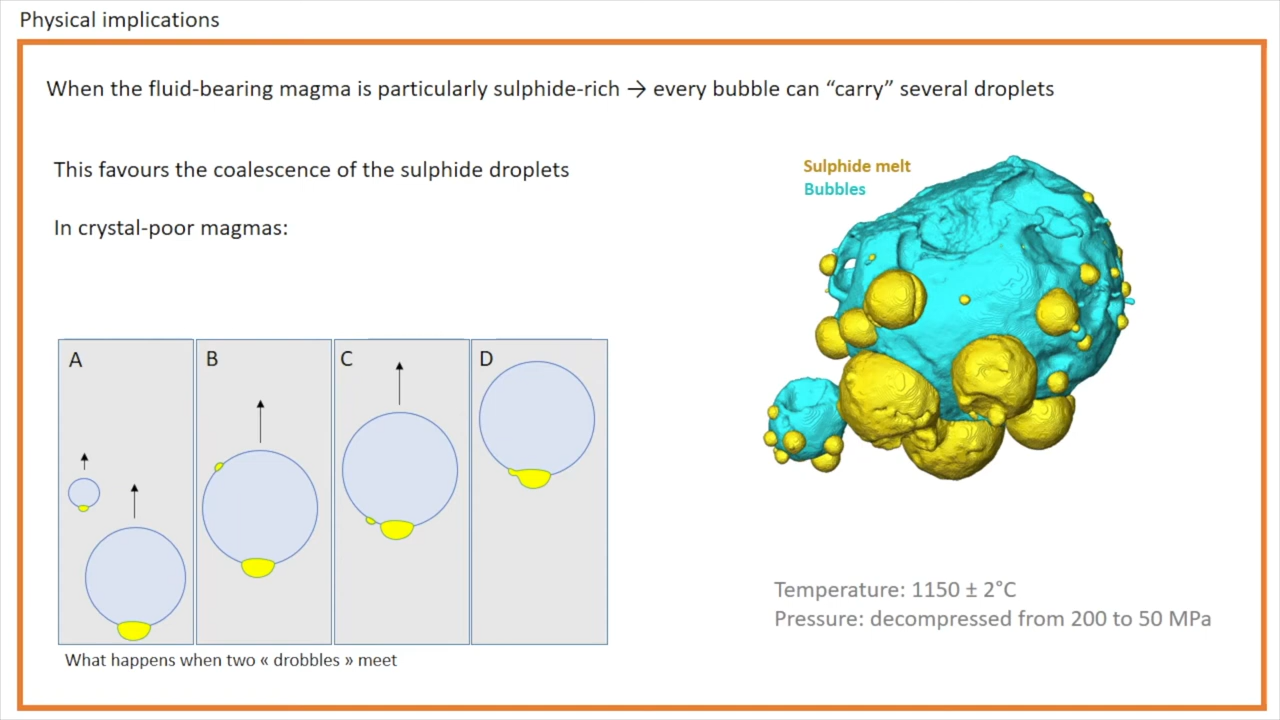 Physical implications
When the fluid-bearing magma is particularly sulphide-rich → every bubble can “carry” several droplets
This favours the coalescence of the sulphide droplets
In crystal-poor magmas:
Sulphide melt
Bubbles
A
B
C
D
What happens when two « drobbles » meet
Temperature: 1150 ± 2°C
Pressure: decompressed from 200 to 50 MPa